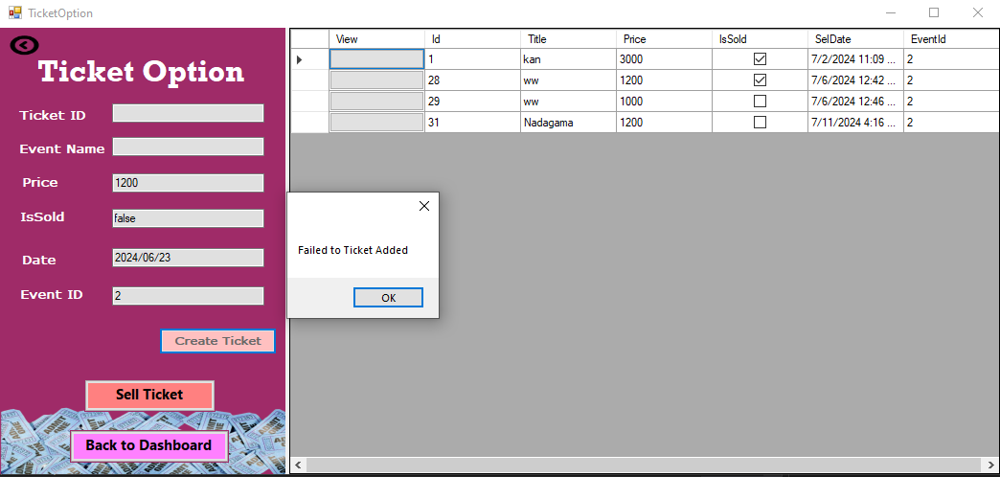 TicketOption
Ticket Option
Ticket ID
Event Name
Price 1200
IsSold false
Date 2024/06/23
Event ID 2
Create Ticket
Sell Ticket
Back to Dashboard
View Id Title Price IsSold SelDate EventId
1 kan 3000 7/2/2024 11:09 ... 2
28 ww 1200 7/6/2024 12:42 ... 2
29 ww 1000 7/6/2024 12:46 ... 2
31 Nadagama 1200 7/11/2024 4:16 ... 2
Failed to Ticket Added
OK